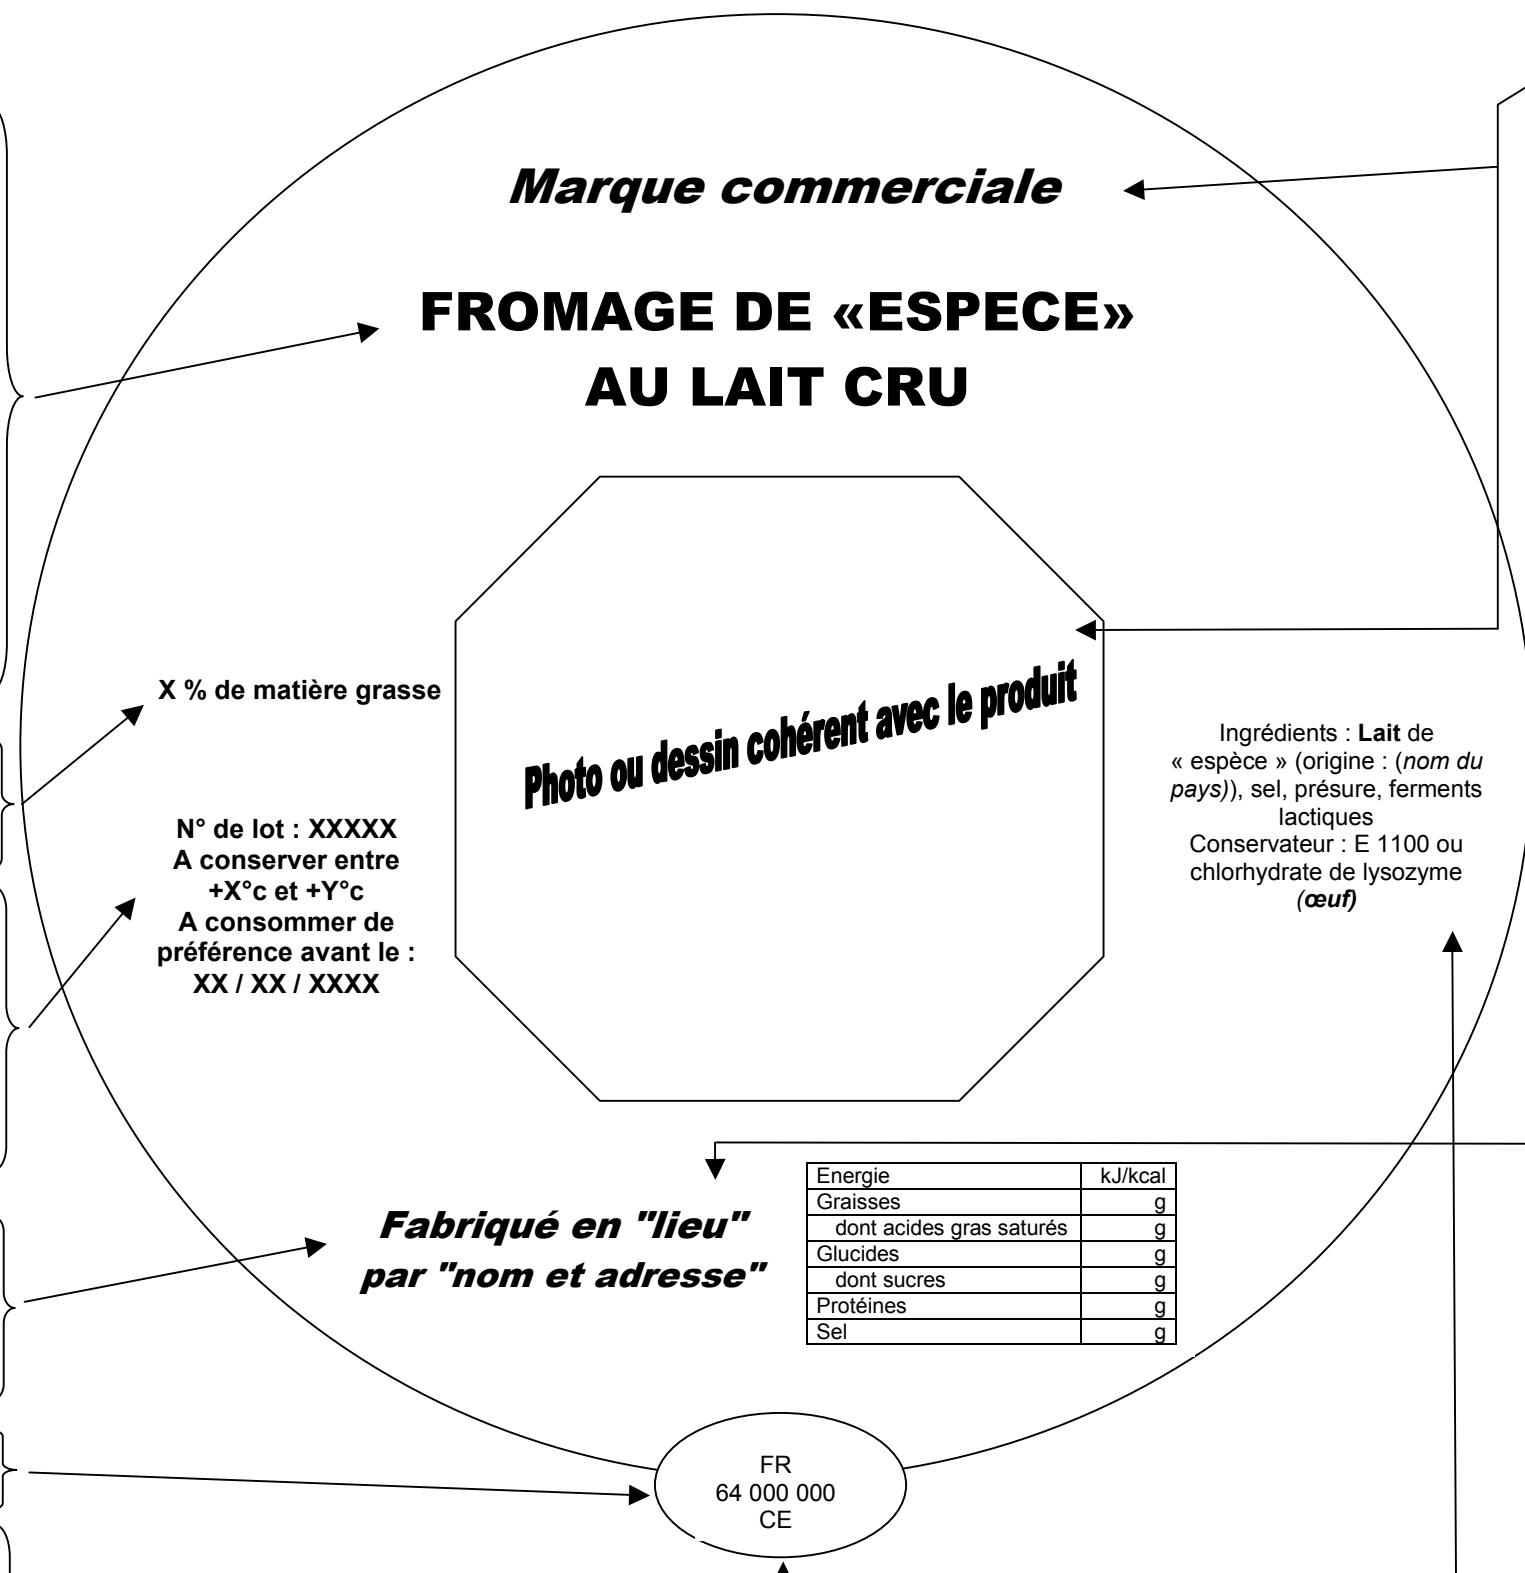 Marque commerciale
FROMAGE DE «ESPECE»
AU LAIT CRU
X % de matière grasse
Photo ou dessin cohérent avec le produit
N° de lot : XXXXX
A conserver entre
+X°c et +Y°c
A consommer de
préférence avant le :
XX / XX / XXXX
Ingrédients : Lait de
« espèce » (origine : (nom du
pays)), sel, présure, ferments
lactiques
Conservateur : E 1100 ou
chlorhydrate de lysozyme
(œuf)
Fabriqué en "lieu"
par "nom et adresse"
Energie kJ/kcal
Graisses g
dont acides gras saturés g
Glucides g
dont sucres g
Protéines g
Sel g
FR
64 000 000
CE